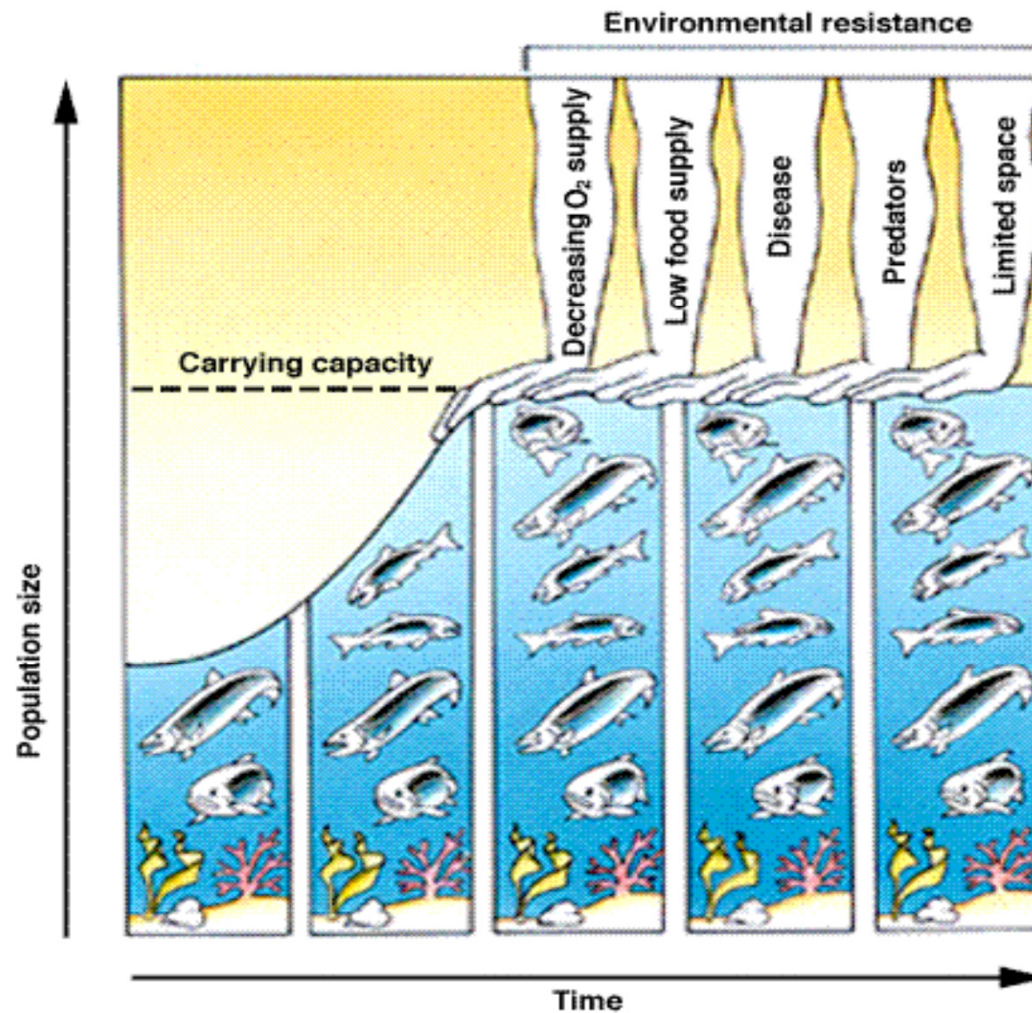 Environmental resistance
Decreasing O₂ supply
Low food supply
Disease
Predators
Limited space
Carrying capacity
Population size
Time